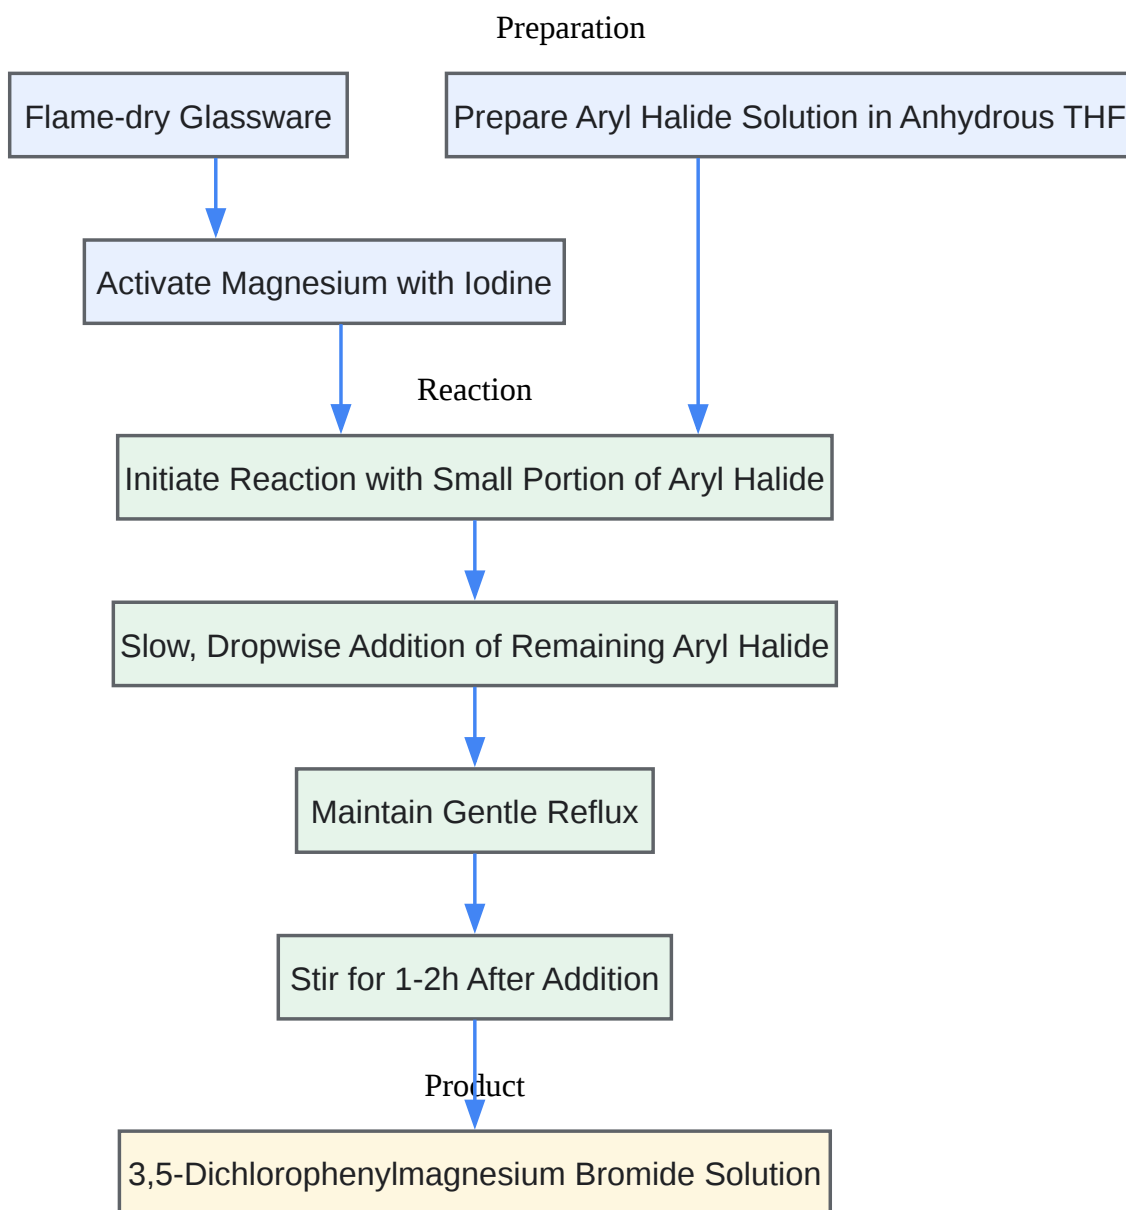 Preparation
Flame-dry Glassware
Prepare Aryl Halide Solution in Anhydrous THF
Activate Magnesium with Iodine
Reaction
Initiate Reaction with Small Portion of Aryl Halide
Slow, Dropwise Addition of Remaining Aryl Halide
Maintain Gentle Reflux
Stir for 1-2h After Addition
Product
3,5-Dichlorophenylmagnesium Bromide Solution